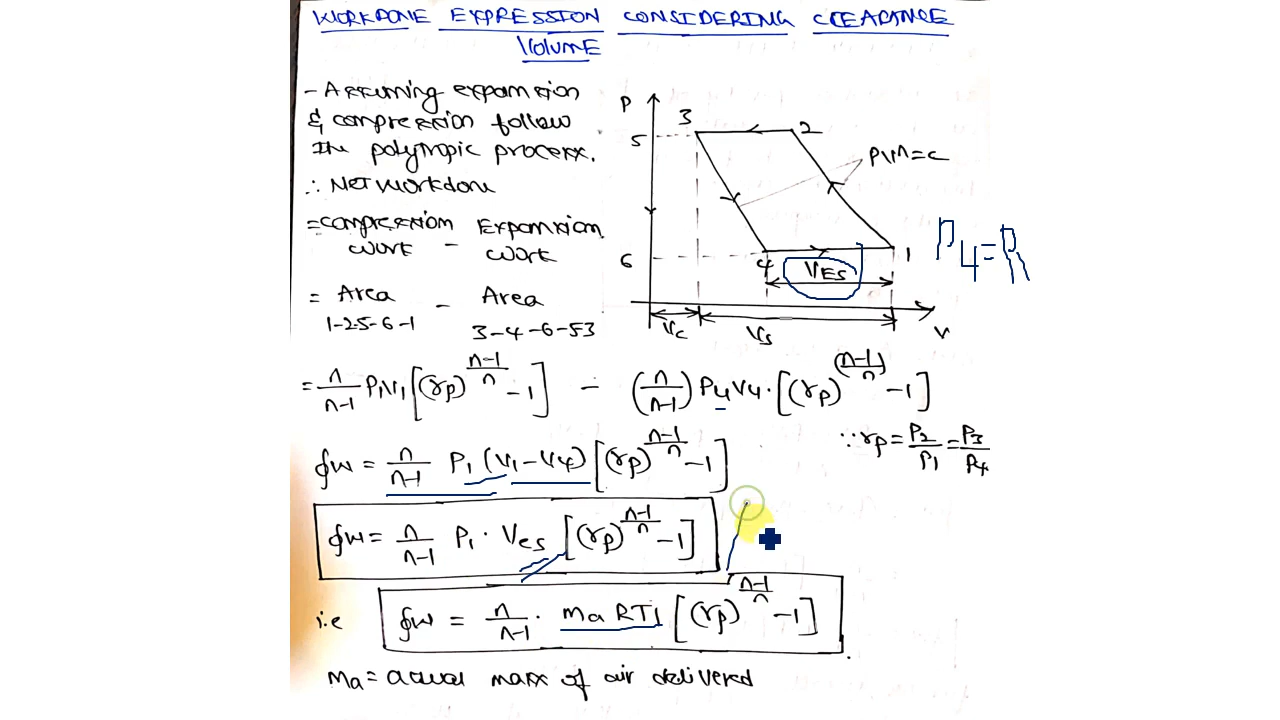 WORKDONE EXPRESSION CONSIDERING CLEARANCE
VOLUME
- Assuming expansion
& compression follow
the polytropic process.
∴ Net workdone
= compression work - Expansion work
= Area 1-2-5-6-1 - Area 3-4-6-53
P
3
2
5
PVⁿ=C
6
4
1
P4=P1
VES
Vc
Vs
V
= n/n-1 P1V1 [(rp)^(n-1/n) -1] - (n/n-1) P4V4 . [(rp)^((n-1)/n) -1]
∵ rp = P2/P1 = P3/P4
∮w = n/n-1 P1 (V1-V4) [(rp)^(n-1/n) -1]
∮w = n/n-1 P1 . Ves [(rp)^(n-1/n) -1]
i.e ∮w = n/n-1 . ma RT1 [(rp)^(n-1/n) -1]
Ma = actual mass of air delivered